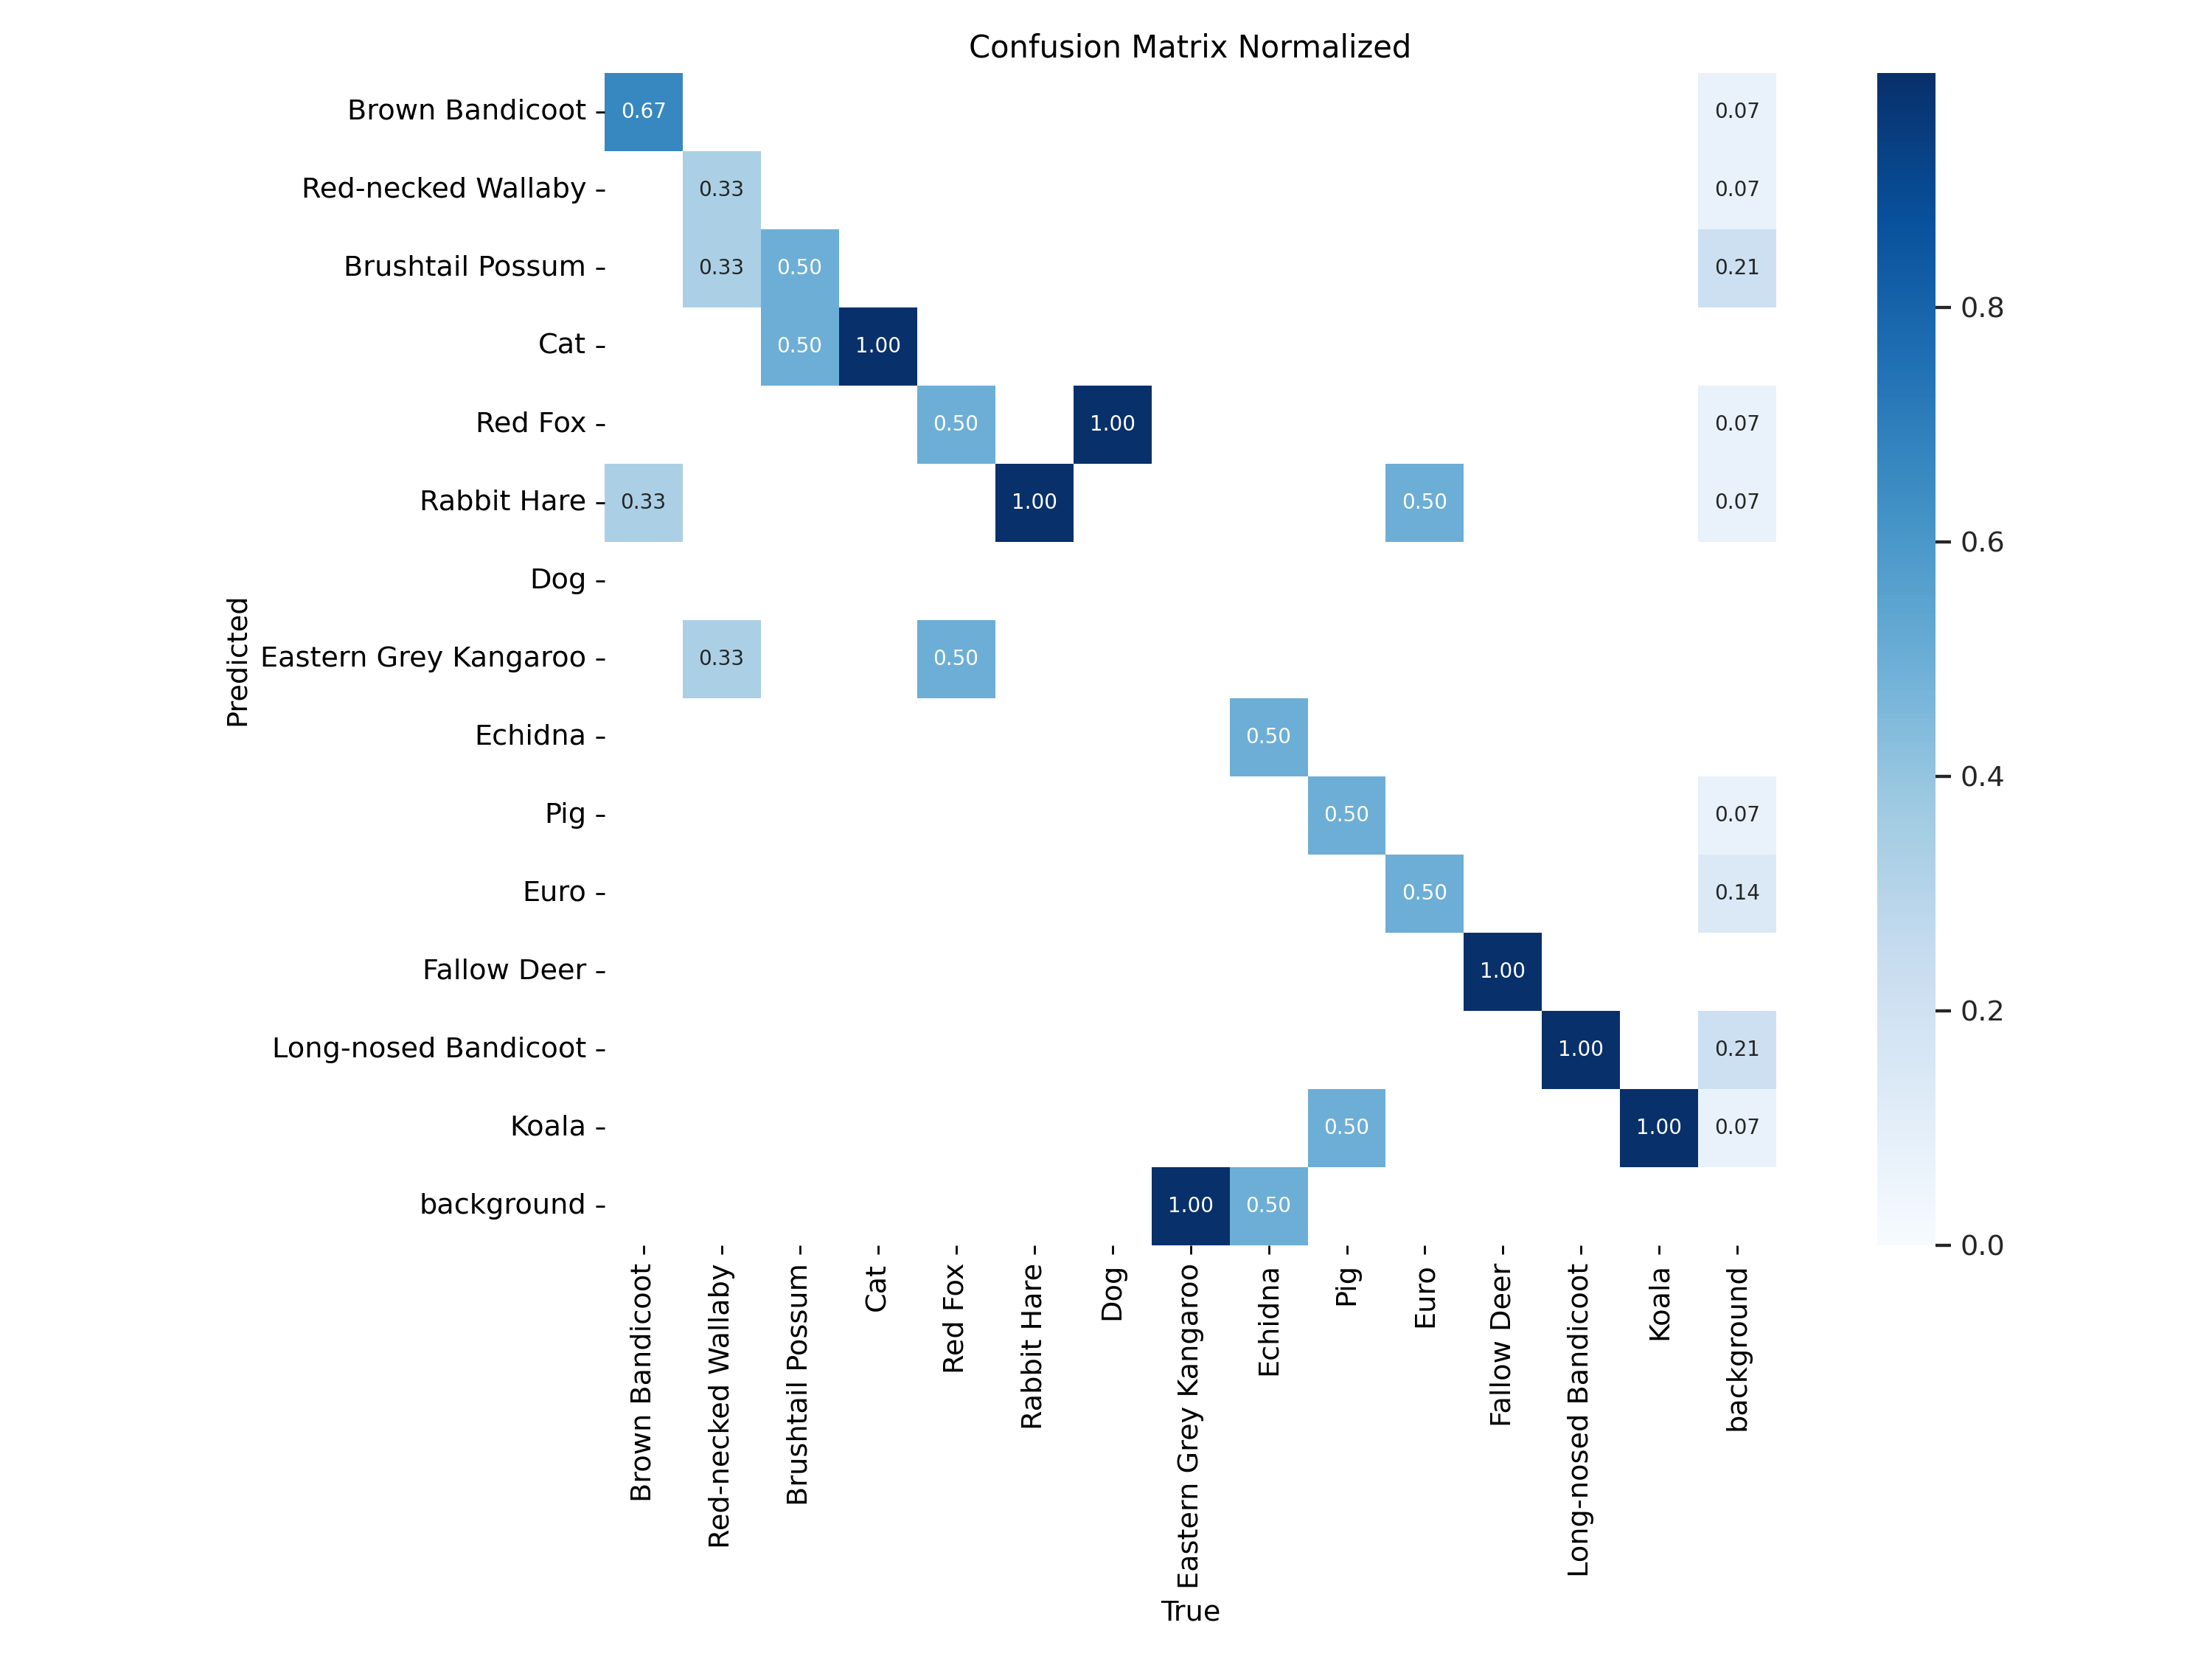 Confusion Matrix Normalized
Brown Bandicoot
0.67
0.07
Red-necked Wallaby
0.33
0.07
Brushtail Possum
0.33
0.50
0.21
0.8
Cat
0.50
1.00
Red Fox
0.50
1.00
0.07
Rabbit Hare
0.33
1.00
0.50
0.07
0.6
Dog
Predicted
Eastern Grey Kangaroo
0.33
0.50
Echidna
0.50
0.4
Pig
0.50
0.07
Euro
0.50
0.14
Fallow Deer
1.00
0.2
Long-nosed Bandicoot
1.00
0.21
Koala
0.50
1.00
0.07
background
1.00
0.50
0.0
Brown Bandicoot
Red-necked Wallaby
Brushtail Possum
Cat
Red Fox
Rabbit Hare
Dog
Eastern Grey Kangaroo
Echidna
Pig
Euro
Fallow Deer
Long-nosed Bandicoot
Koala
background
True